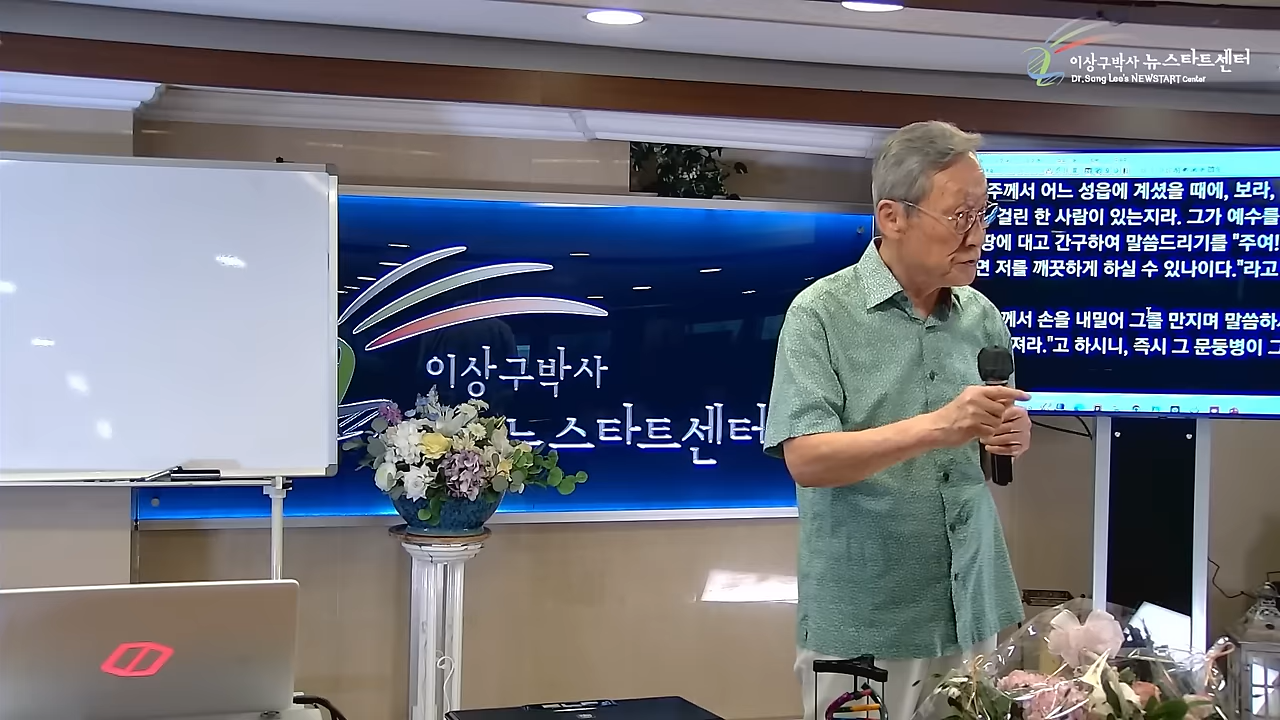 이상구박사 뉴스타트센터
Dr.Sang Lee's NEWSTART Center
주께서 어느 성읍에 계셨을 때에, 보라,
걸린 한 사람이 있는지라. 그가 예수를
땅에 대고 간구하여 말씀드리기를 "주여!
저를 깨끗하게 하실 수 있나이다."라고
손을 내밀어 그를 만지며 말씀하
고 하시니, 즉시 그 문둥병이 그
이상구박사
뉴스타트센터